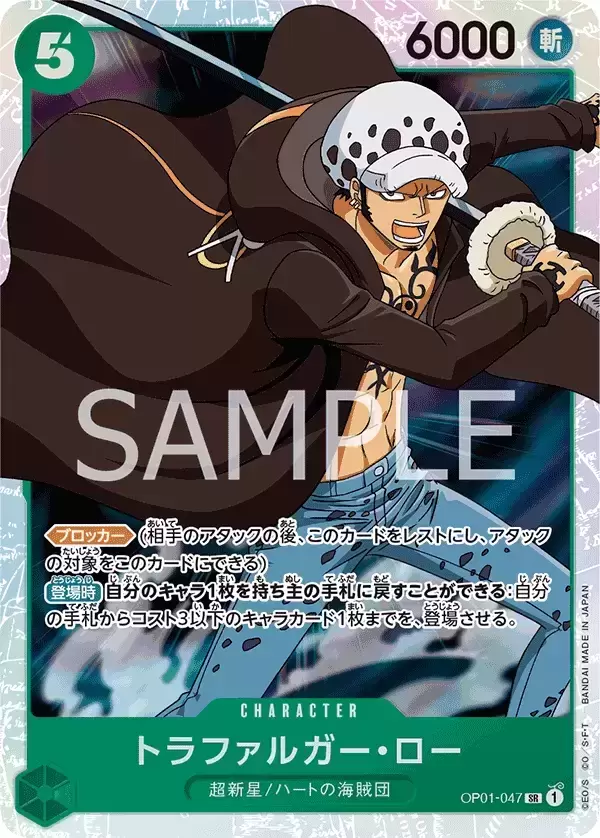 5
6000 斬
SAMPLE
ブロッカー (相手のアタックの後、このカードをレストにし、アタック
の対象をこのカードにできる)
登場時 自分のキャラ1枚を持ち主の手札に戻すことができる:自分
の手札からコスト3以下のキャラカード1枚までを、登場させる。
CHARACTER
トラファルガー・ロー
超新星/ハートの海賊団
OP01-047 SR 1
©E.O/S ©O/S・F・T BANDAI MADE IN JAPAN